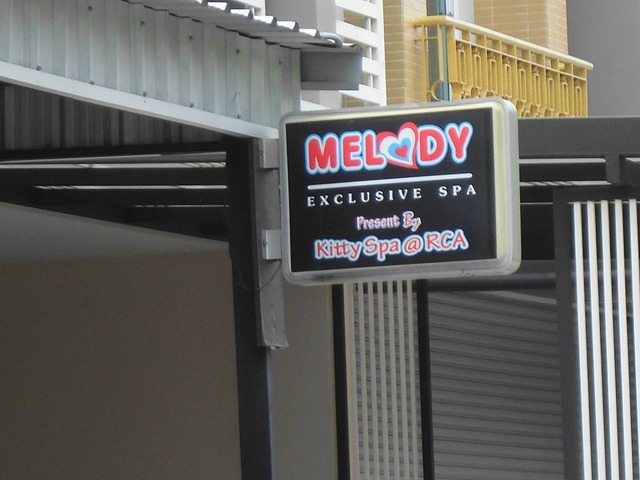 MELODY
EXCLUSIVE SPA
Present By
Kitty Spa @ RCA